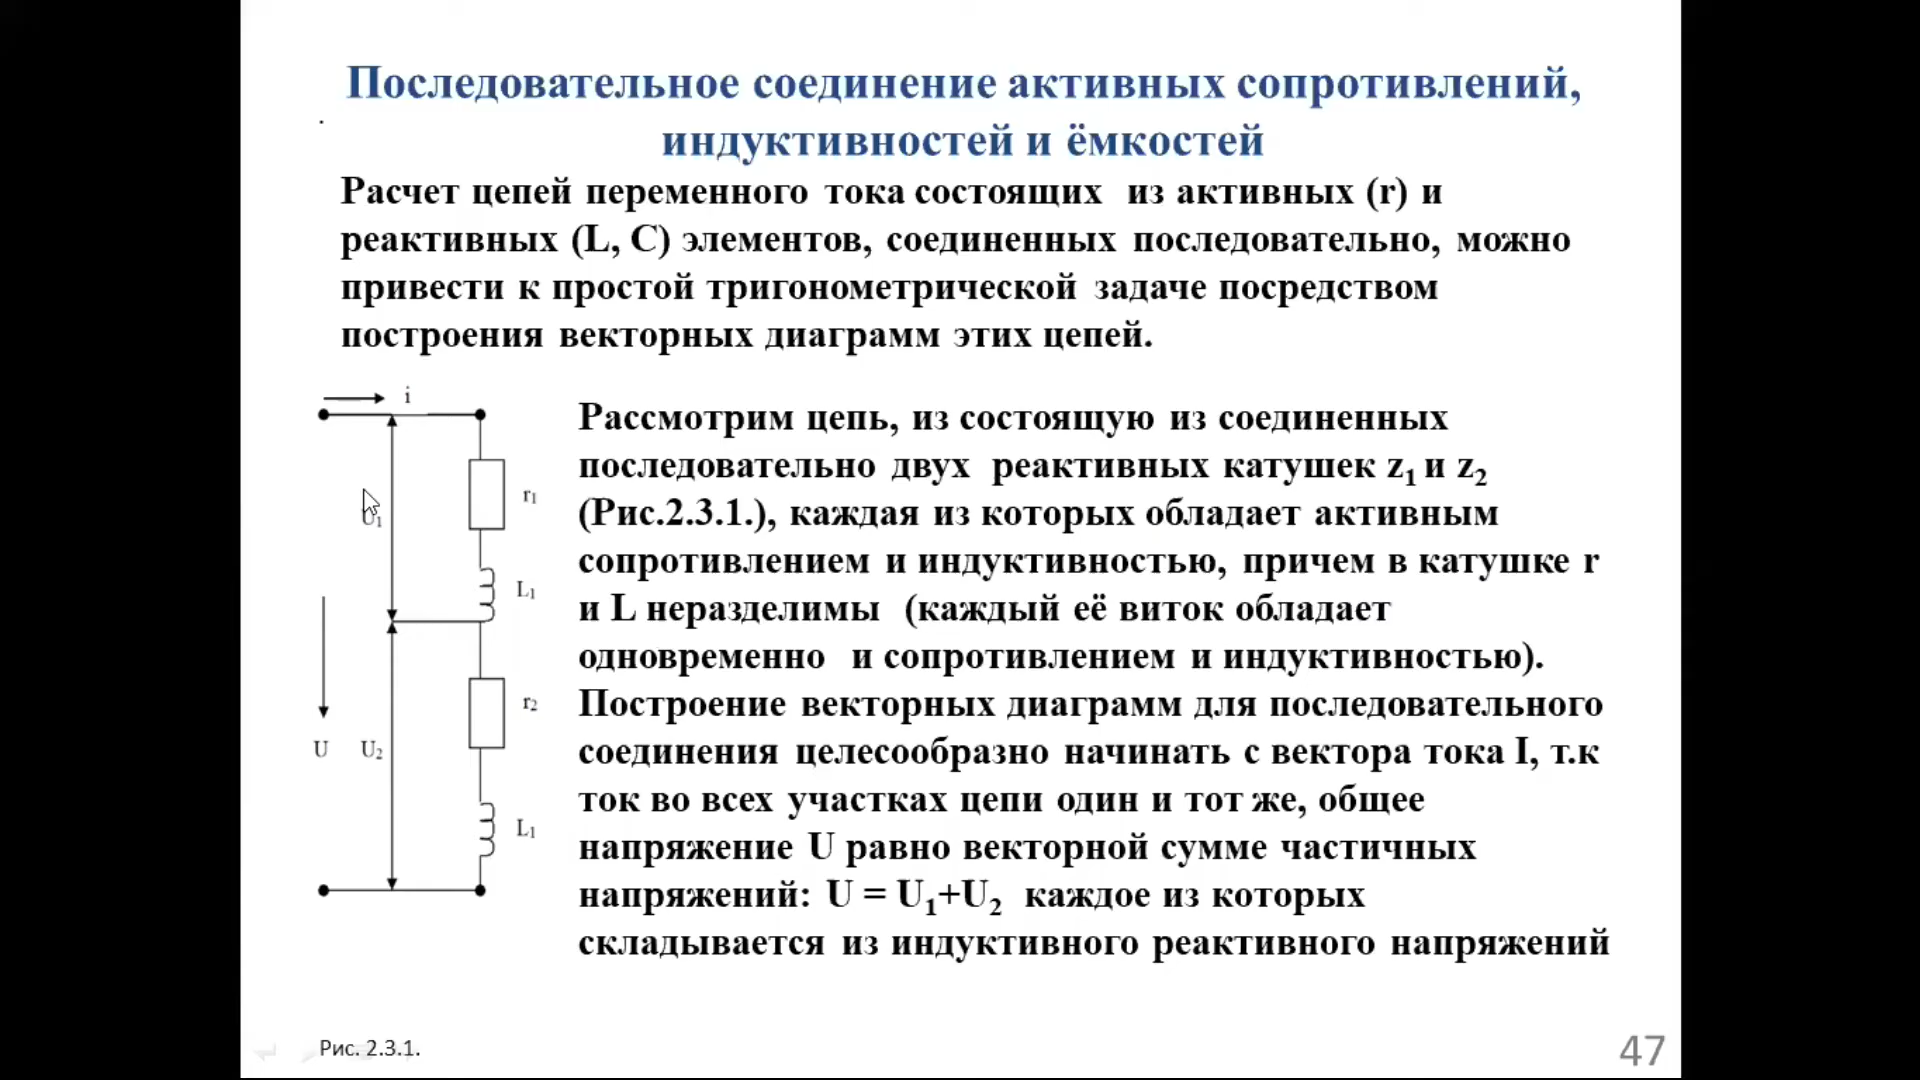 Последовательное соединение активных сопротивлений,
индуктивностей и ёмкостей
Расчет цепей переменного тока состоящих из активных (r) и
реактивных (L, C) элементов, соединенных последовательно, можно
привести к простой тригонометрической задаче посредством
построения векторных диаграмм этих цепей.
i
r1
U1
L1
r2
U U2
L1
Рассмотрим цепь, из состоящую из соединенных
последовательно двух реактивных катушек z1 и z2
(Рис.2.3.1.), каждая из которых обладает активным
сопротивлением и индуктивностью, причем в катушке r
и L неразделимы (каждый её виток обладает
одновременно и сопротивлением и индуктивностью).
Построение векторных диаграмм для последовательного
соединения целесообразно начинать с вектора тока I, т.к
ток во всех участках цепи один и тот же, общее
напряжение U равно векторной сумме частичных
напряжений: U = U1+U2 каждое из которых
складывается из индуктивного реактивного напряжений
Рис. 2.3.1.
47